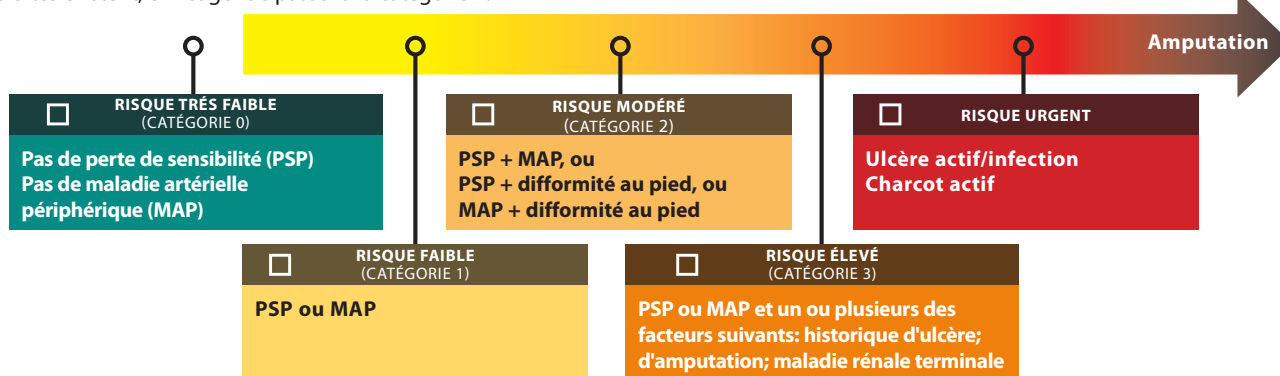 Amputation
RISQUE TRÉS FAIBLE
(CATÉGORIE 0)
Pas de perte de sensibilité (PSP)
Pas de maladie artérielle
périphérique (MAP)
RISQUE FAIBLE
(CATÉGORIE 1)
PSP ou MAP
RISQUE MODÉRÉ
(CATÉGORIE 2)
PSP + MAP, ou
PSP + difformité au pied, ou
MAP + difformité au pied
RISQUE ÉLEVÉ
(CATÉGORIE 3)
PSP ou MAP et un ou plusieurs des
facteurs suivants: historique d'ulcère;
d'amputation; maladie rénale terminale
RISQUE URGENT
Ulcère actif/infection
Charcot actif